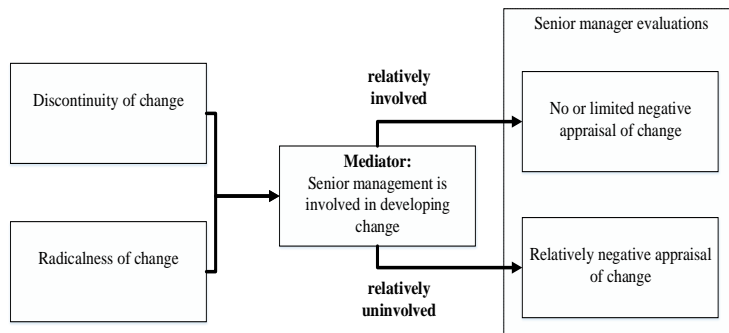 Senior manager evaluations
Discontinuity of change
relatively
involved
No or limited negative
appraisal of change
Mediator:
Senior management is
involved in developing
change
Radicalness of change
relatively
uninvolved
Relatively negative appraisal
of change